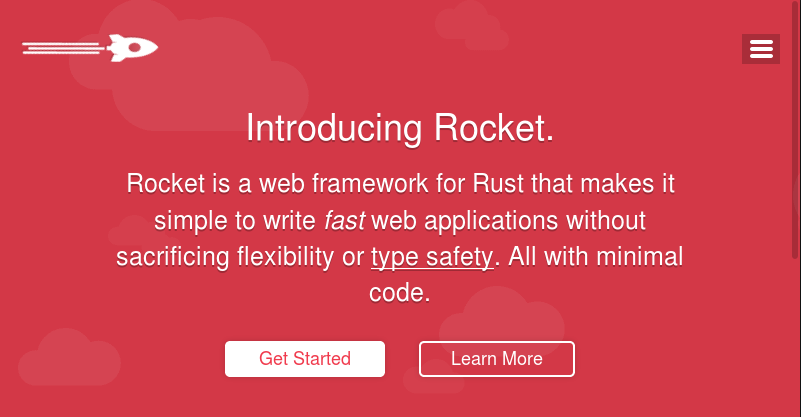 Introducing Rocket.
Rocket is a web framework for Rust that makes it
simple to write fast web applications without
sacrificing flexibility or type safety. All with minimal
code.
Get Started
Learn More